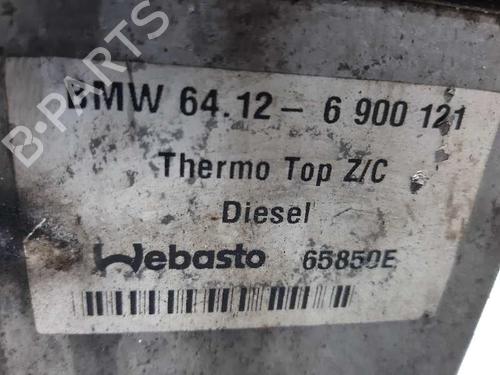 BMW 64.12- 6 900 121
Thermo Top Z/C
Diesel
Webasto 65850E
B-PARTS